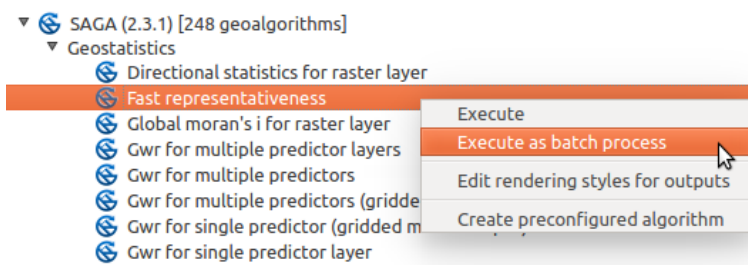 SAGA (2.3.1) [248 geoalgorithms]
Geostatistics
Directional statistics for raster layer
Fast representativeness
Global moran's i for raster layer
Gwr for multiple predictor layers
Gwr for multiple predictors
Gwr for multiple predictors (gridde
Gwr for single predictor (gridded m
Gwr for single predictor layer
Execute
Execute as batch process
Edit rendering styles for outputs
Create preconfigured algorithm